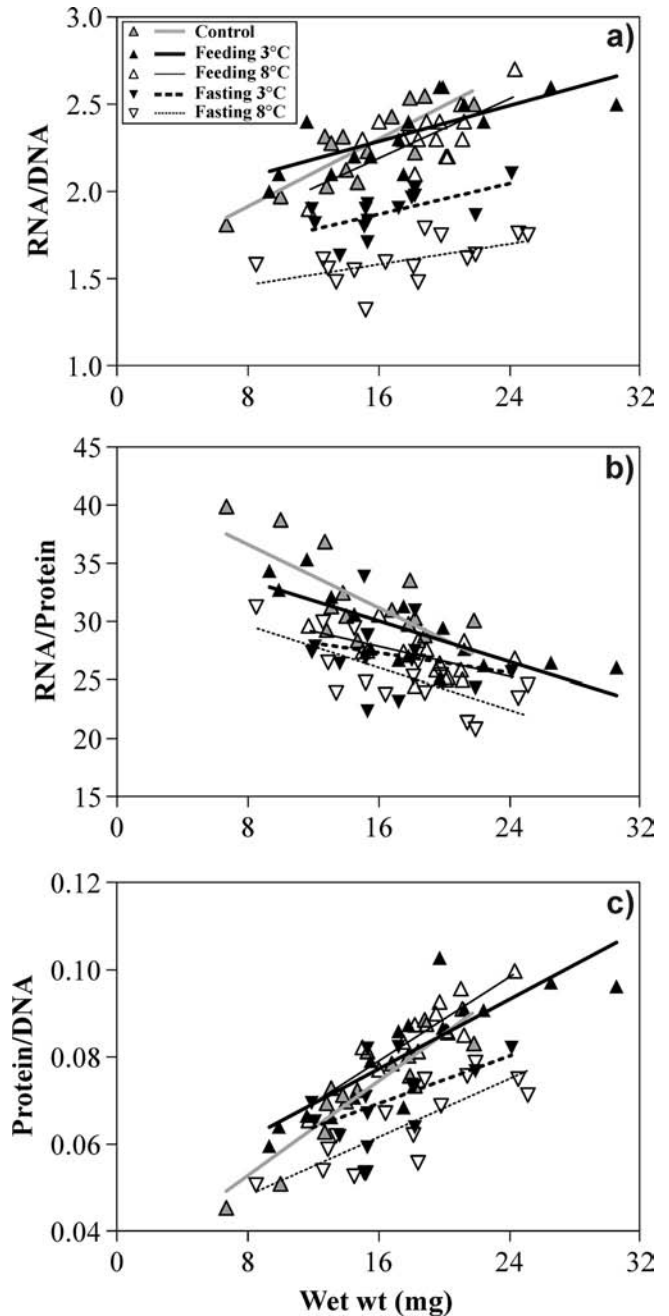 3.0
2.5
2.0
1.5
1.0
RNA/DNA
Control
Feeding 3°C
Feeding 8°C
Fasting 3°C
Fasting 8°C
a)
0 8 16 24 32
45
40
35
30
25
20
15
RNA/Protein
b)
0 8 16 24 32
0.12
0.10
0.08
0.06
0.04
Protein/DNA
c)
0 8 16 24 32
Wet wt (mg)